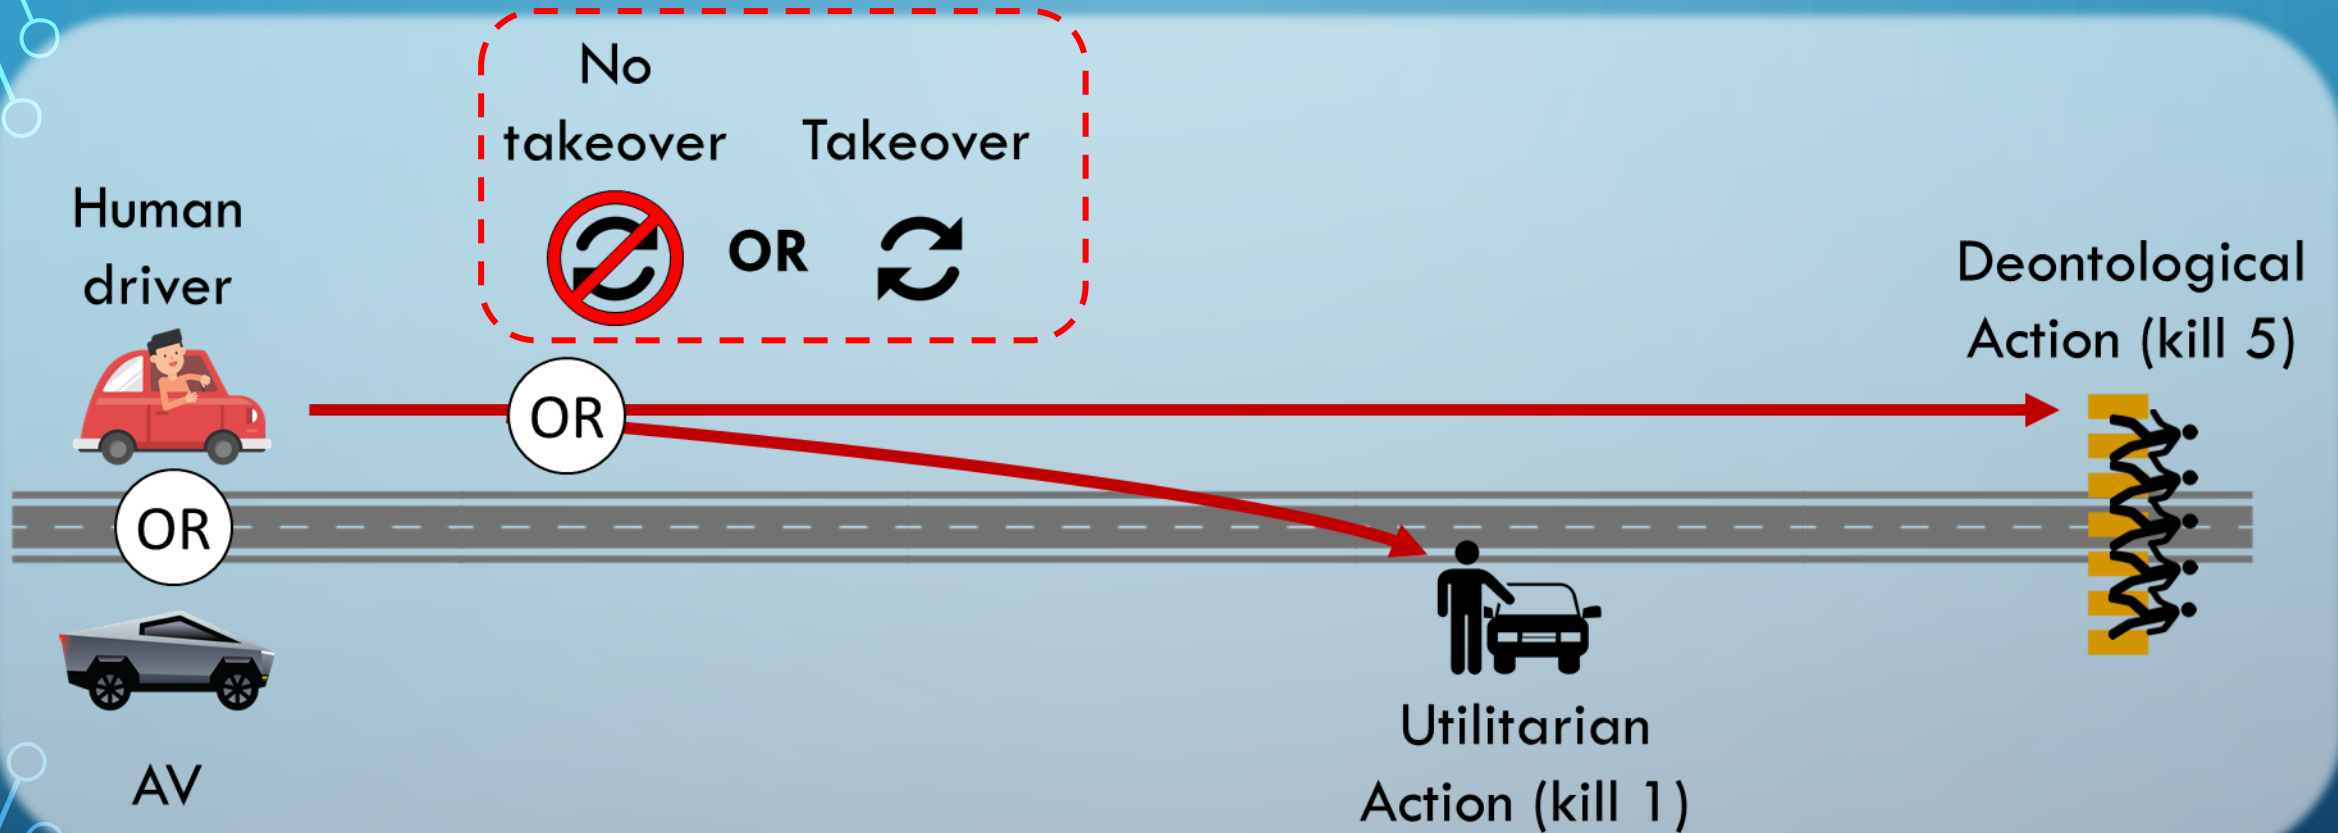 No
takeover
Takeover
OR
Human
driver
OR
OR
AV
Deontological
Action (kill 5)
Utilitarian
Action (kill 1)